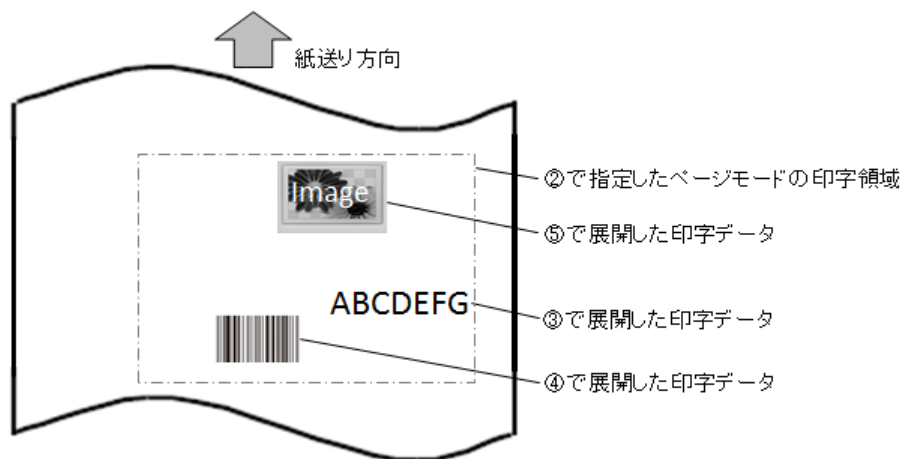 紙送り方向
②で指定したページモードの印字領域
Image
⑤で展開した印字データ
ABCDEFG
③で展開した印字データ
④で展開した印字データ